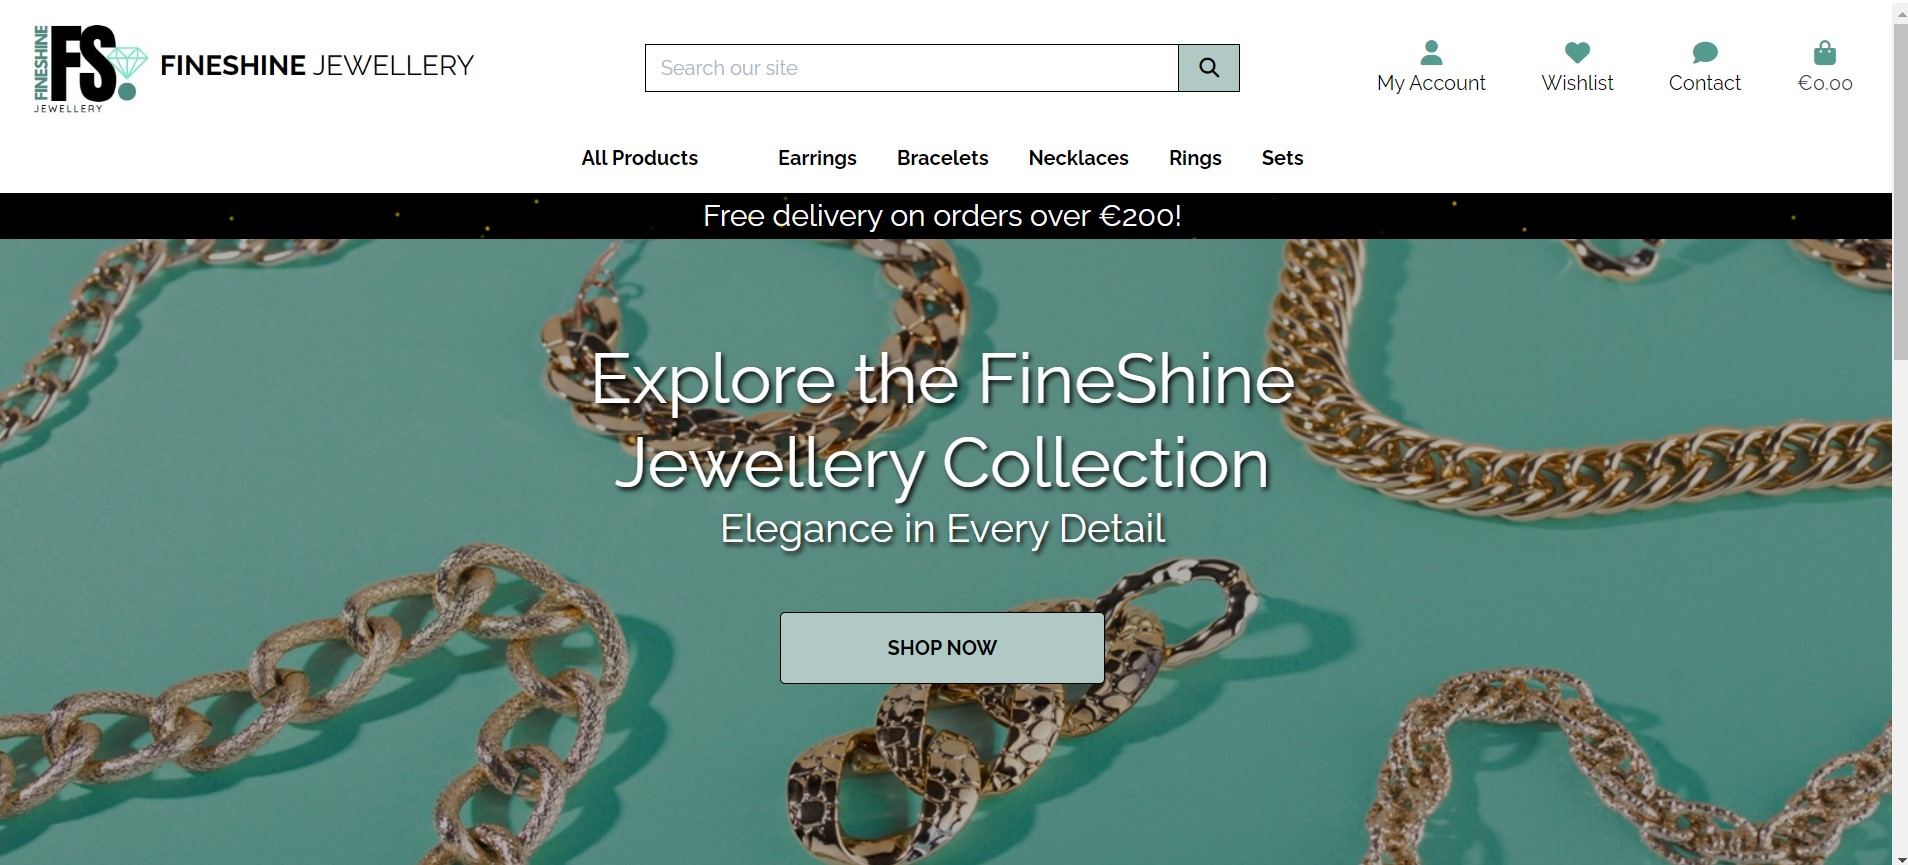 FINESHINE
FS
JEWELLERY
FINESHINE JEWELLERY
Search our site
My Account
Wishlist
Contact
€0.00
All Products
Earrings
Bracelets
Necklaces
Rings
Sets
Free delivery on orders over €200!
Explore the FineShine
Jewellery Collection
Elegance in Every Detail
SHOP NOW